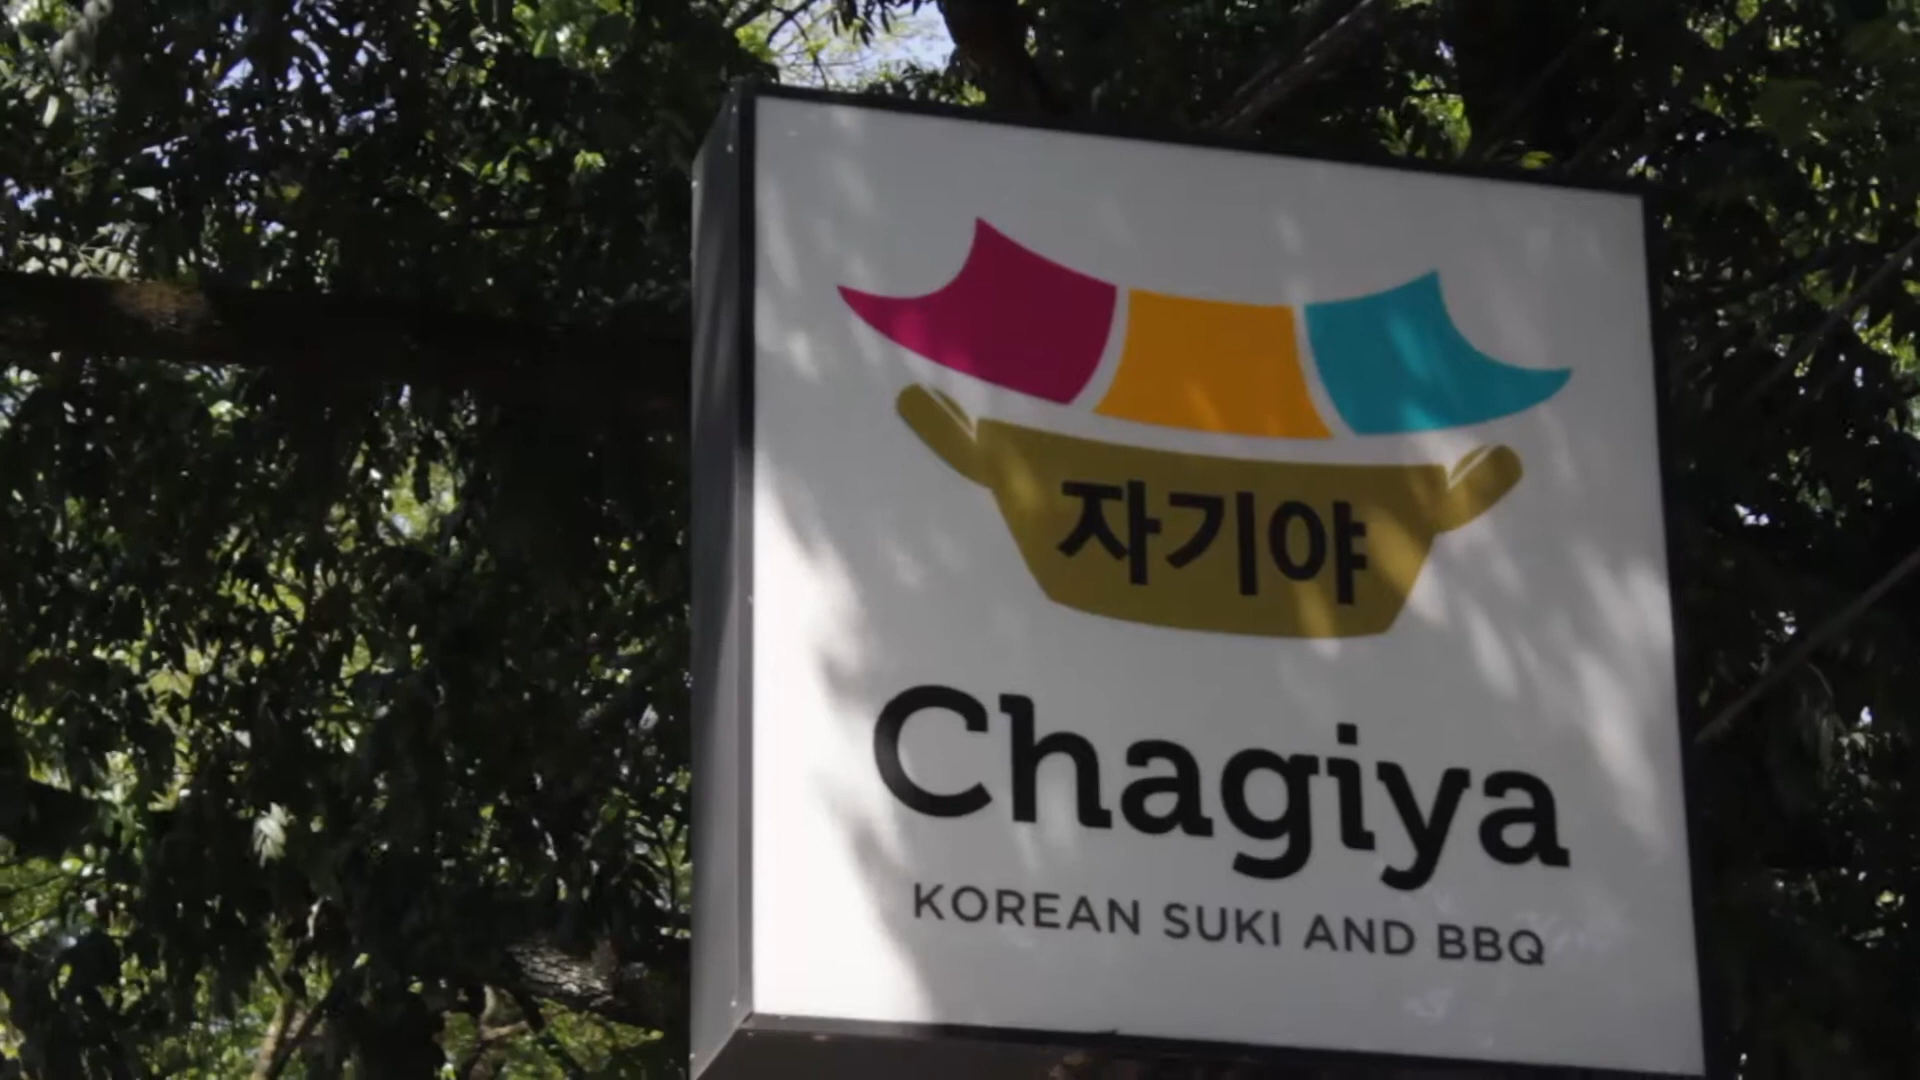 자기야
Chagiya
KOREAN SUKI AND BBQ